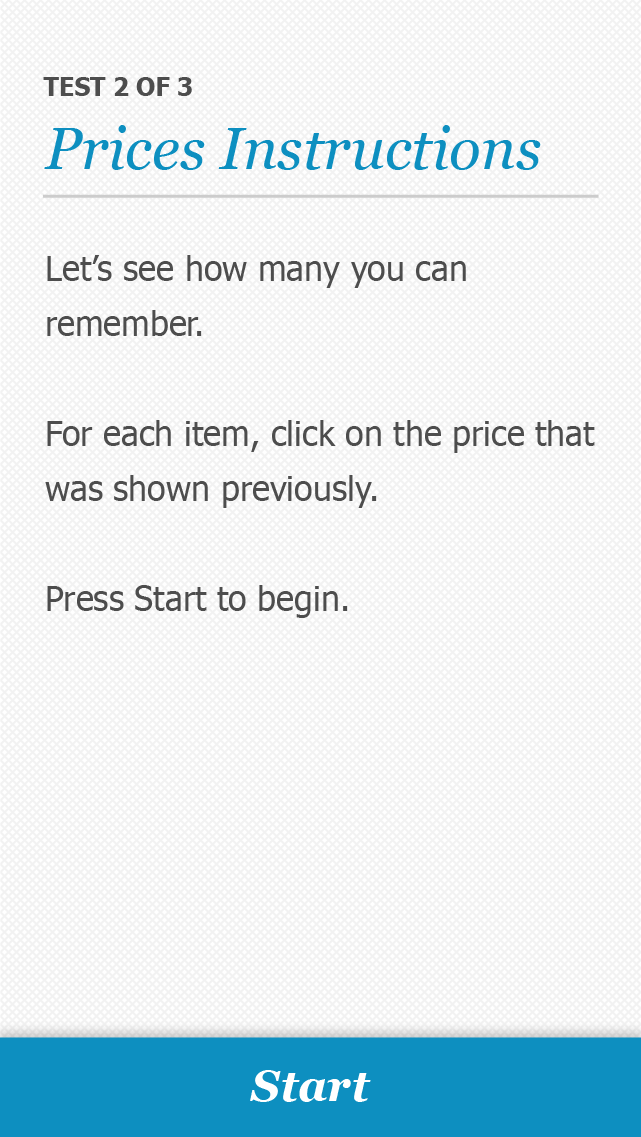 TEST 2 OF 3
Prices Instructions
Let’s see how many you can
remember.
For each item, click on the price that
was shown previously.
Press Start to begin.
Start